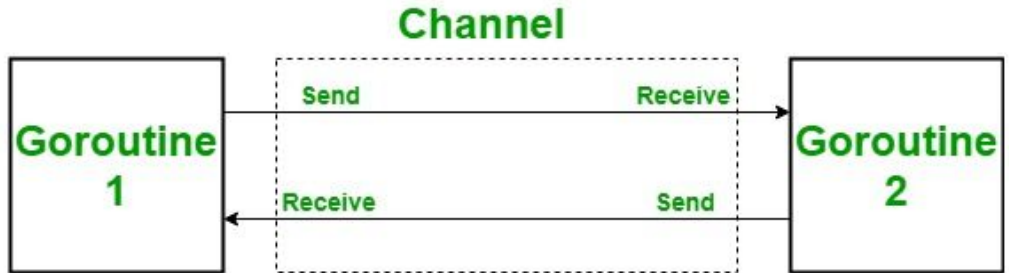 Channel
Send
Receive
Goroutine
1
Goroutine
2
Receive
Send